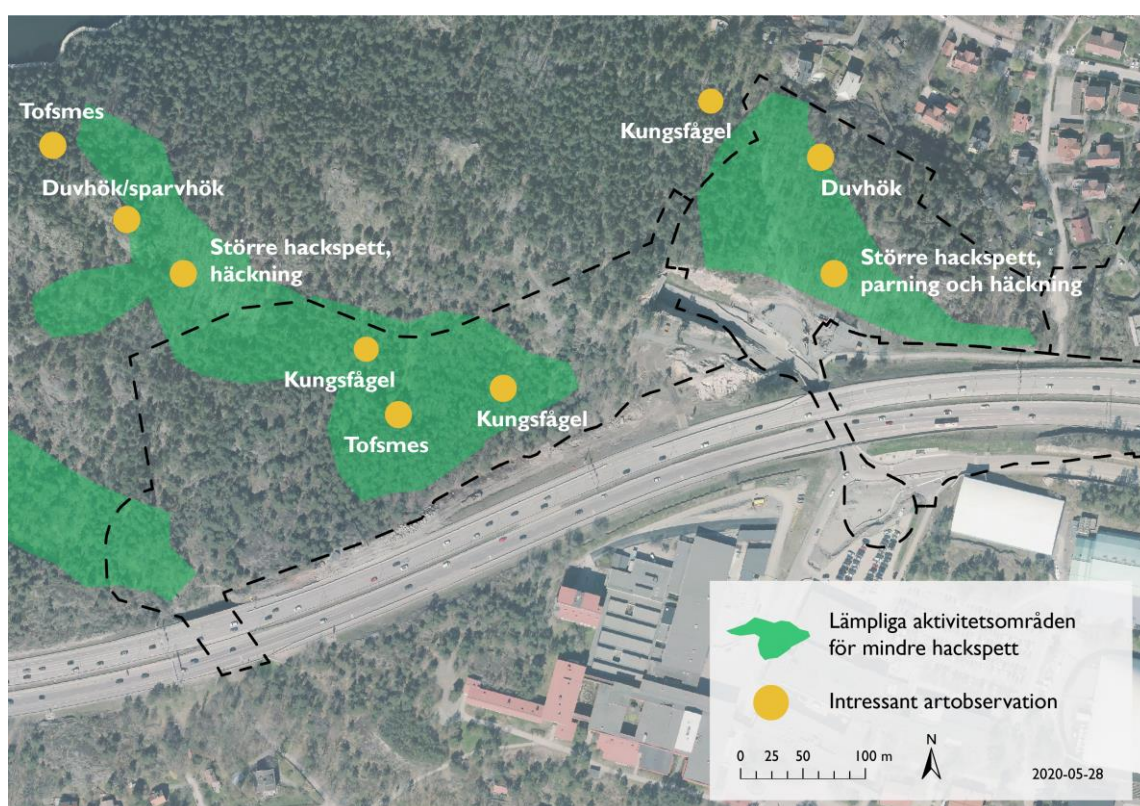 Tofsmes
Kungsfågel
Duvhök/sparvhök
Duvhök
Större hackspett,
häckning
Större hackspett,
parning och häckning
Kungsfågel
Kungsfågel
Tofsmes
Lämpliga aktivitetsområden
för mindre hackspett
Intressant artobservation
0 25 50 100 m
N
2020-05-28